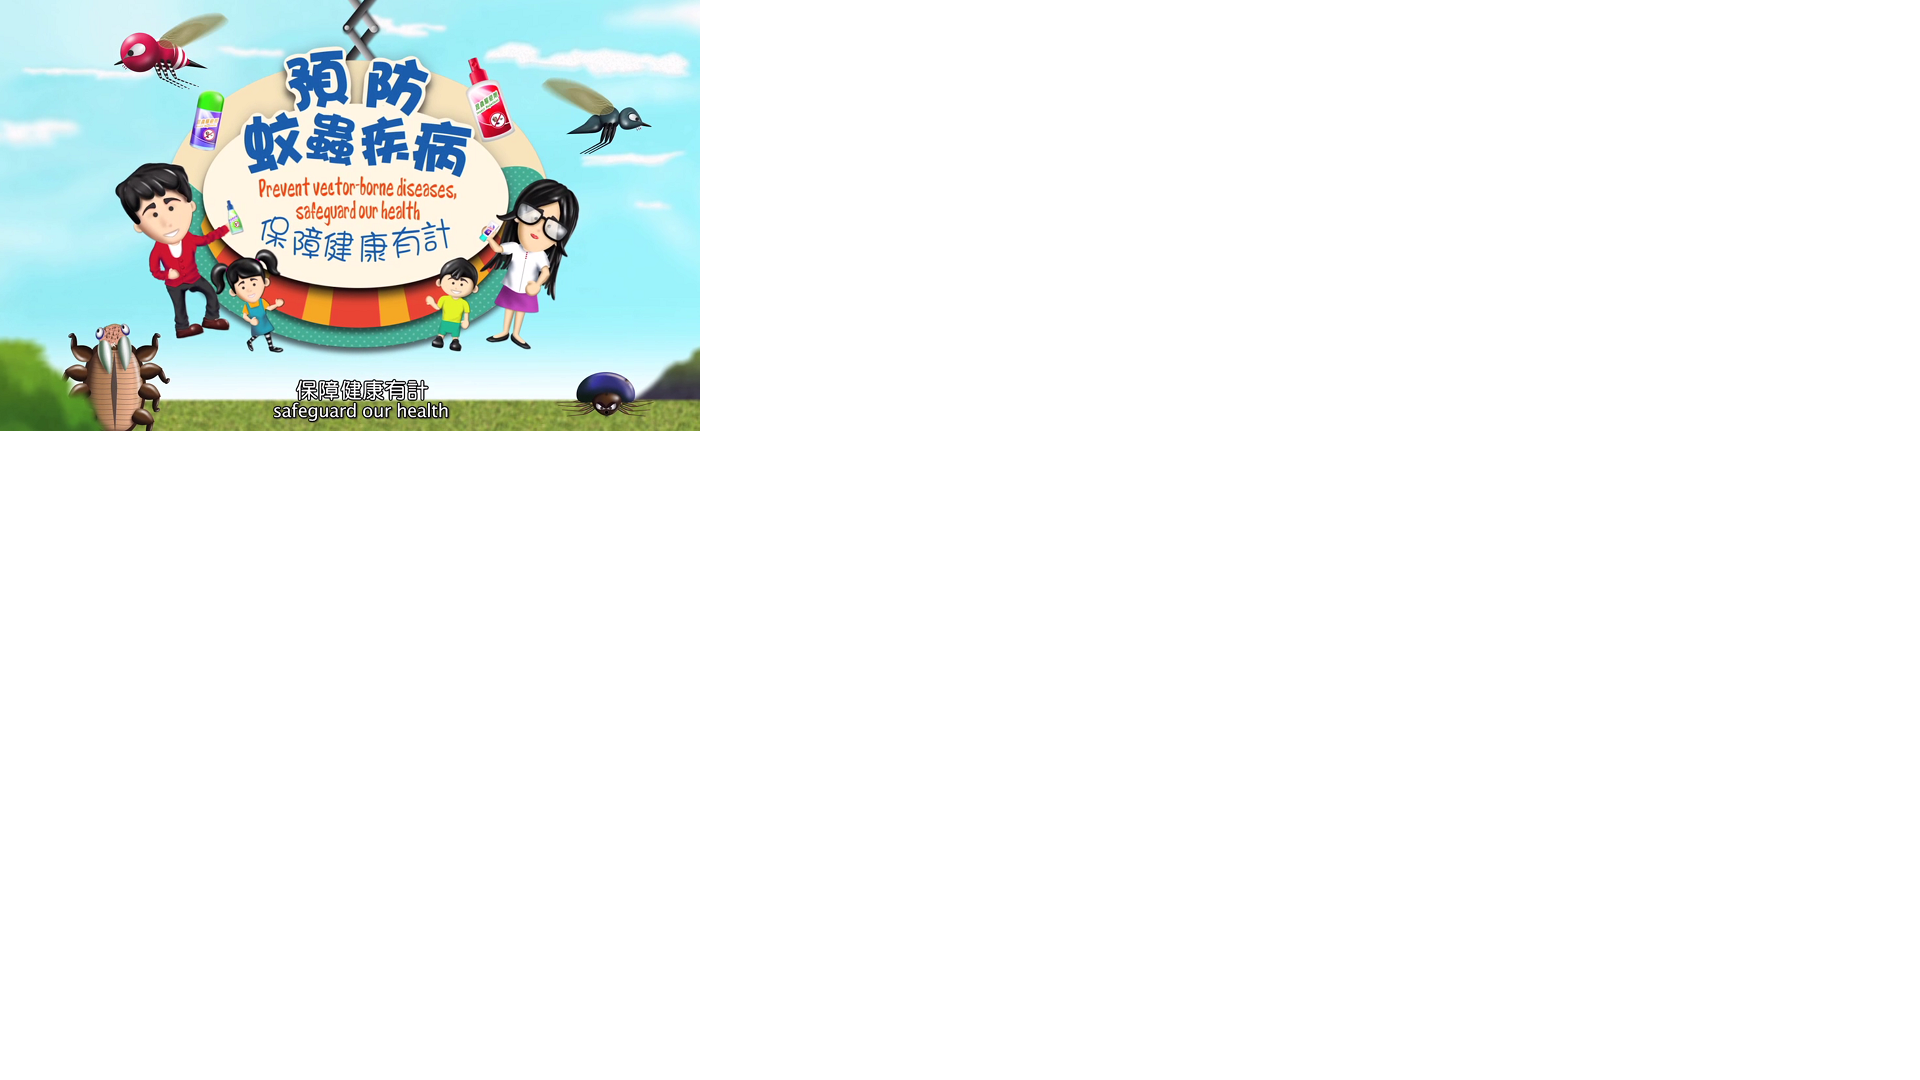 預防
蚊蟲疾病
Prevent vector-borne diseases,
safeguard our health
保障健康有計
保障健康有計
safeguard our health